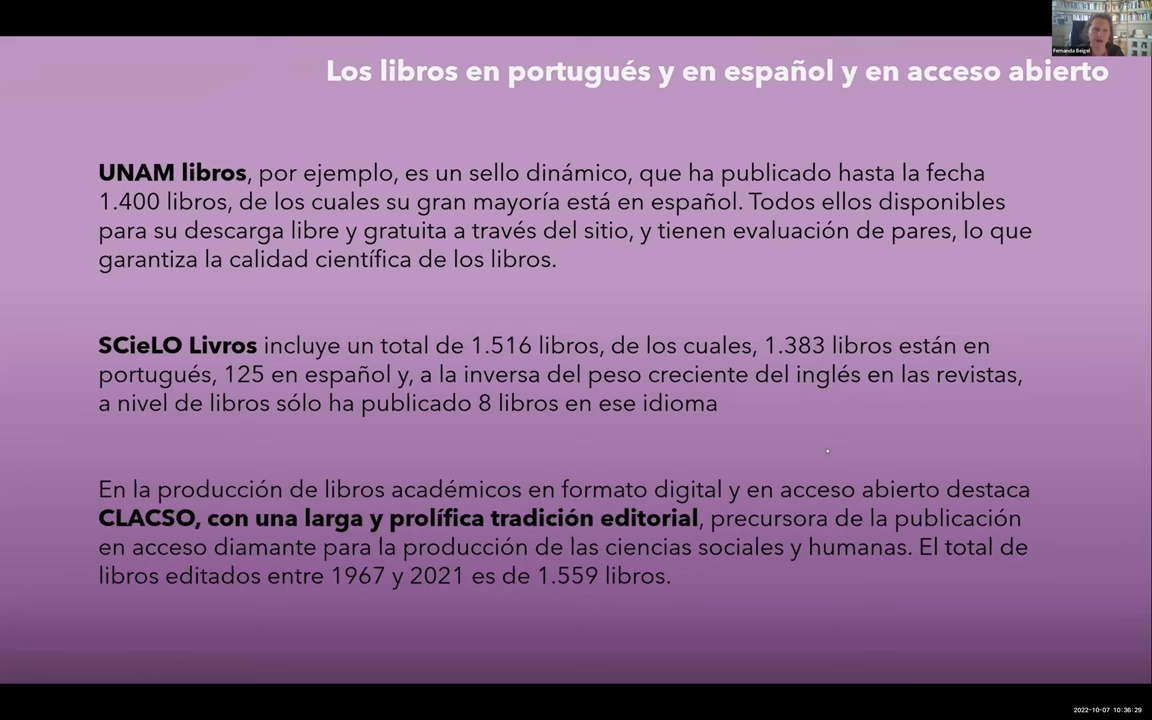 Fernanda Beigel
Los libros en portugués y en español y en acceso abierto
UNAM libros, por ejemplo, es un sello dinámico, que ha publicado hasta la fecha
1.400 libros, de los cuales su gran mayoría está en español. Todos ellos disponibles
para su descarga libre y gratuita a través del sitio, y tienen evaluación de pares, lo que
garantiza la calidad científica de los libros.
SCieLO Livros incluye un total de 1.516 libros, de los cuales, 1.383 libros están en
portugués, 125 en español y, a la inversa del peso creciente del inglés en las revistas,
a nivel de libros sólo ha publicado 8 libros en ese idioma
En la producción de libros académicos en formato digital y en acceso abierto destaca
CLACSO, con una larga y prolífica tradición editorial, precursora de la publicación
en acceso diamante para la producción de las ciencias sociales y humanas. El total de
libros editados entre 1967 y 2021 es de 1.559 libros.
2022-10-07 10:36:29